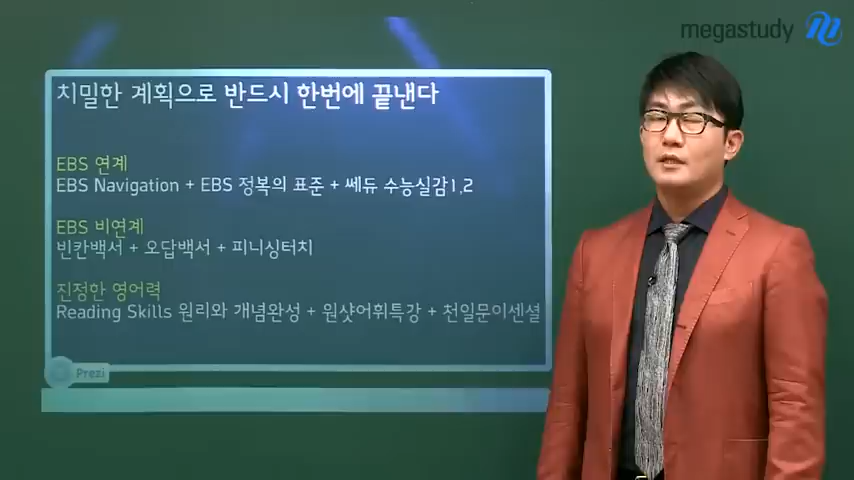 megastudy
치밀한 계획으로 반드시 한번에 끝낸다
EBS 연계
EBS Navigation + EBS 정복의 표준 + 쎄듀 수능실감1,2
EBS 비연계
빈칸백서 + 오답백서 + 피니싱터치
진정한 영어력
Reading Skills 원리와 개념완성 + 원샷어휘특강 + 천일문이센셜
Prezi